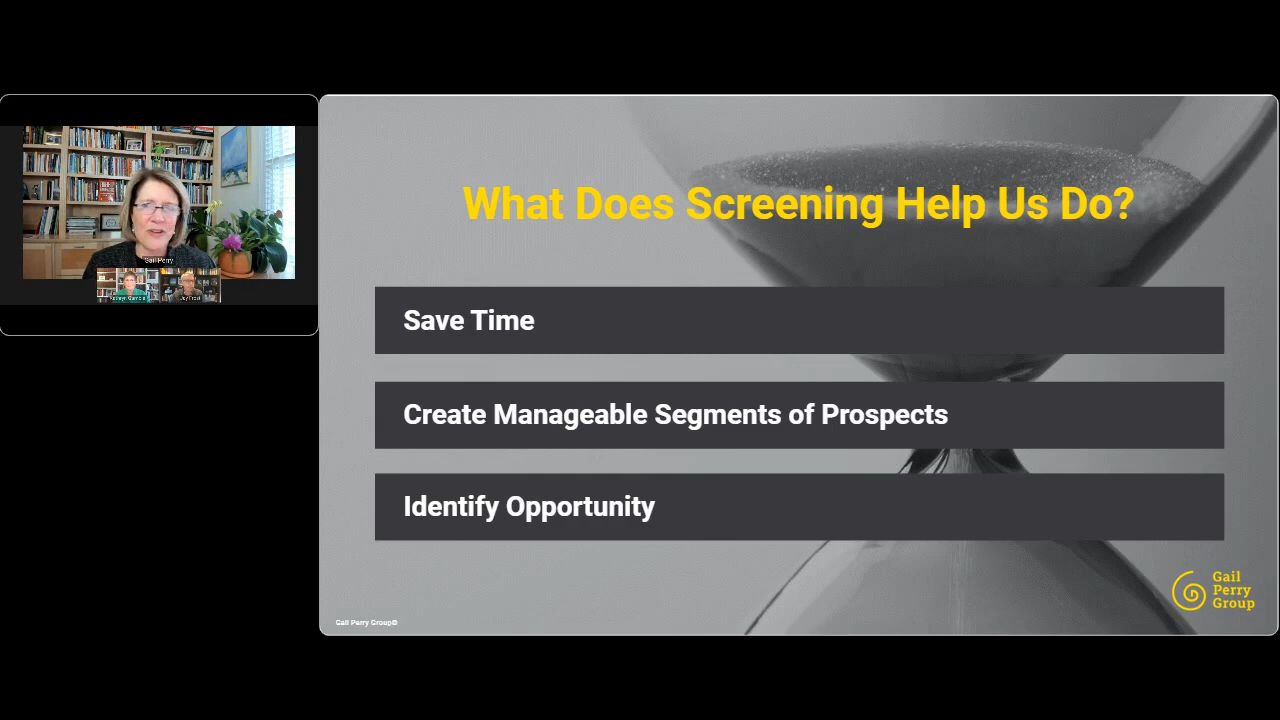 Gail Perry
What Does Screening Help Us Do?
Save Time
Create Manageable Segments of Prospects
Identify Opportunity
Gail Perry Group©
Gail
Perry
Group